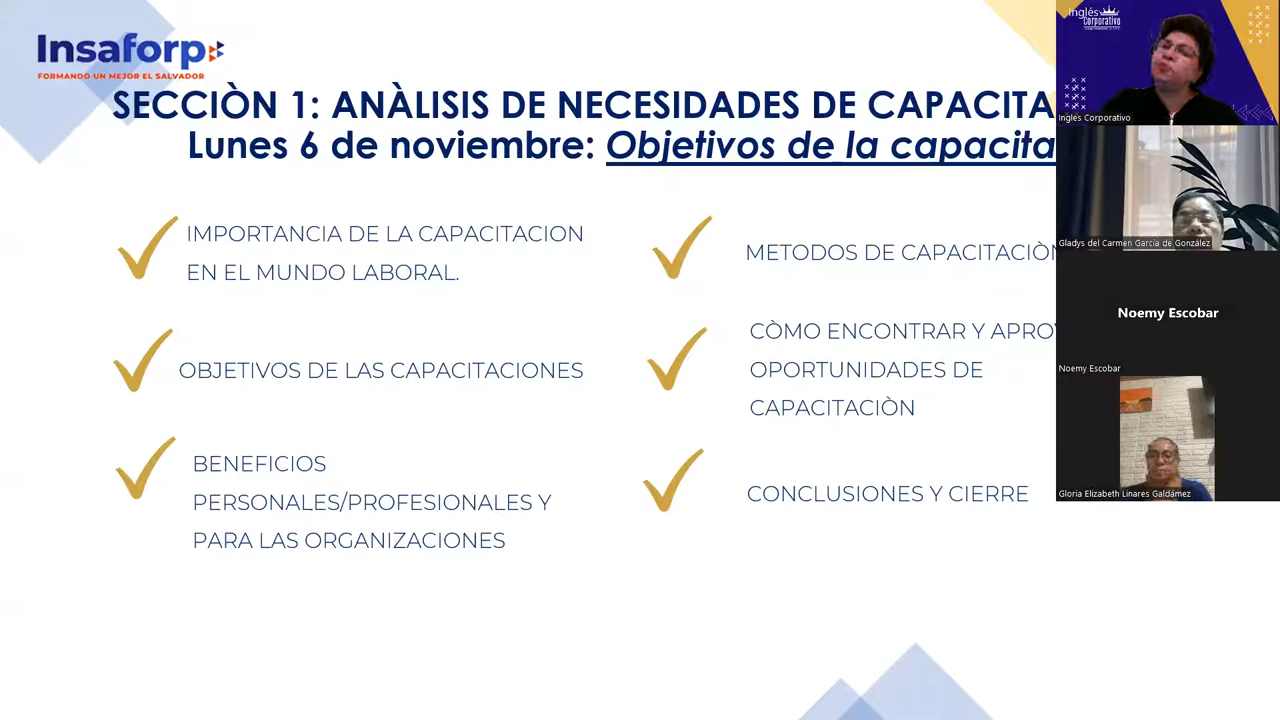 Insaforp
FORMANDO UN MEJOR EL SALVADOR
SECCIÒN 1: ANÀLISIS DE NECESIDADES DE CAPACITA
Lunes 6 de noviembre: Objetivos de la capacita
IMPORTANCIA DE LA CAPACITACION
EN EL MUNDO LABORAL.
OBJETIVOS DE LAS CAPACITACIONES
BENEFICIOS
PERSONALES/PROFESIONALES Y
PARA LAS ORGANIZACIONES
METODOS DE CAPACITACIÒN
CÒMO ENCONTRAR Y APROV
OPORTUNIDADES DE
CAPACITACIÒN
CONCLUSIONES Y CIERRE
Inglés
Corporativo
Inglés Corporativo
Gladys del Carmen Garcia de González
Noemy Escobar
Noemy Escobar
Gloria Elizabeth Linares Galdámez